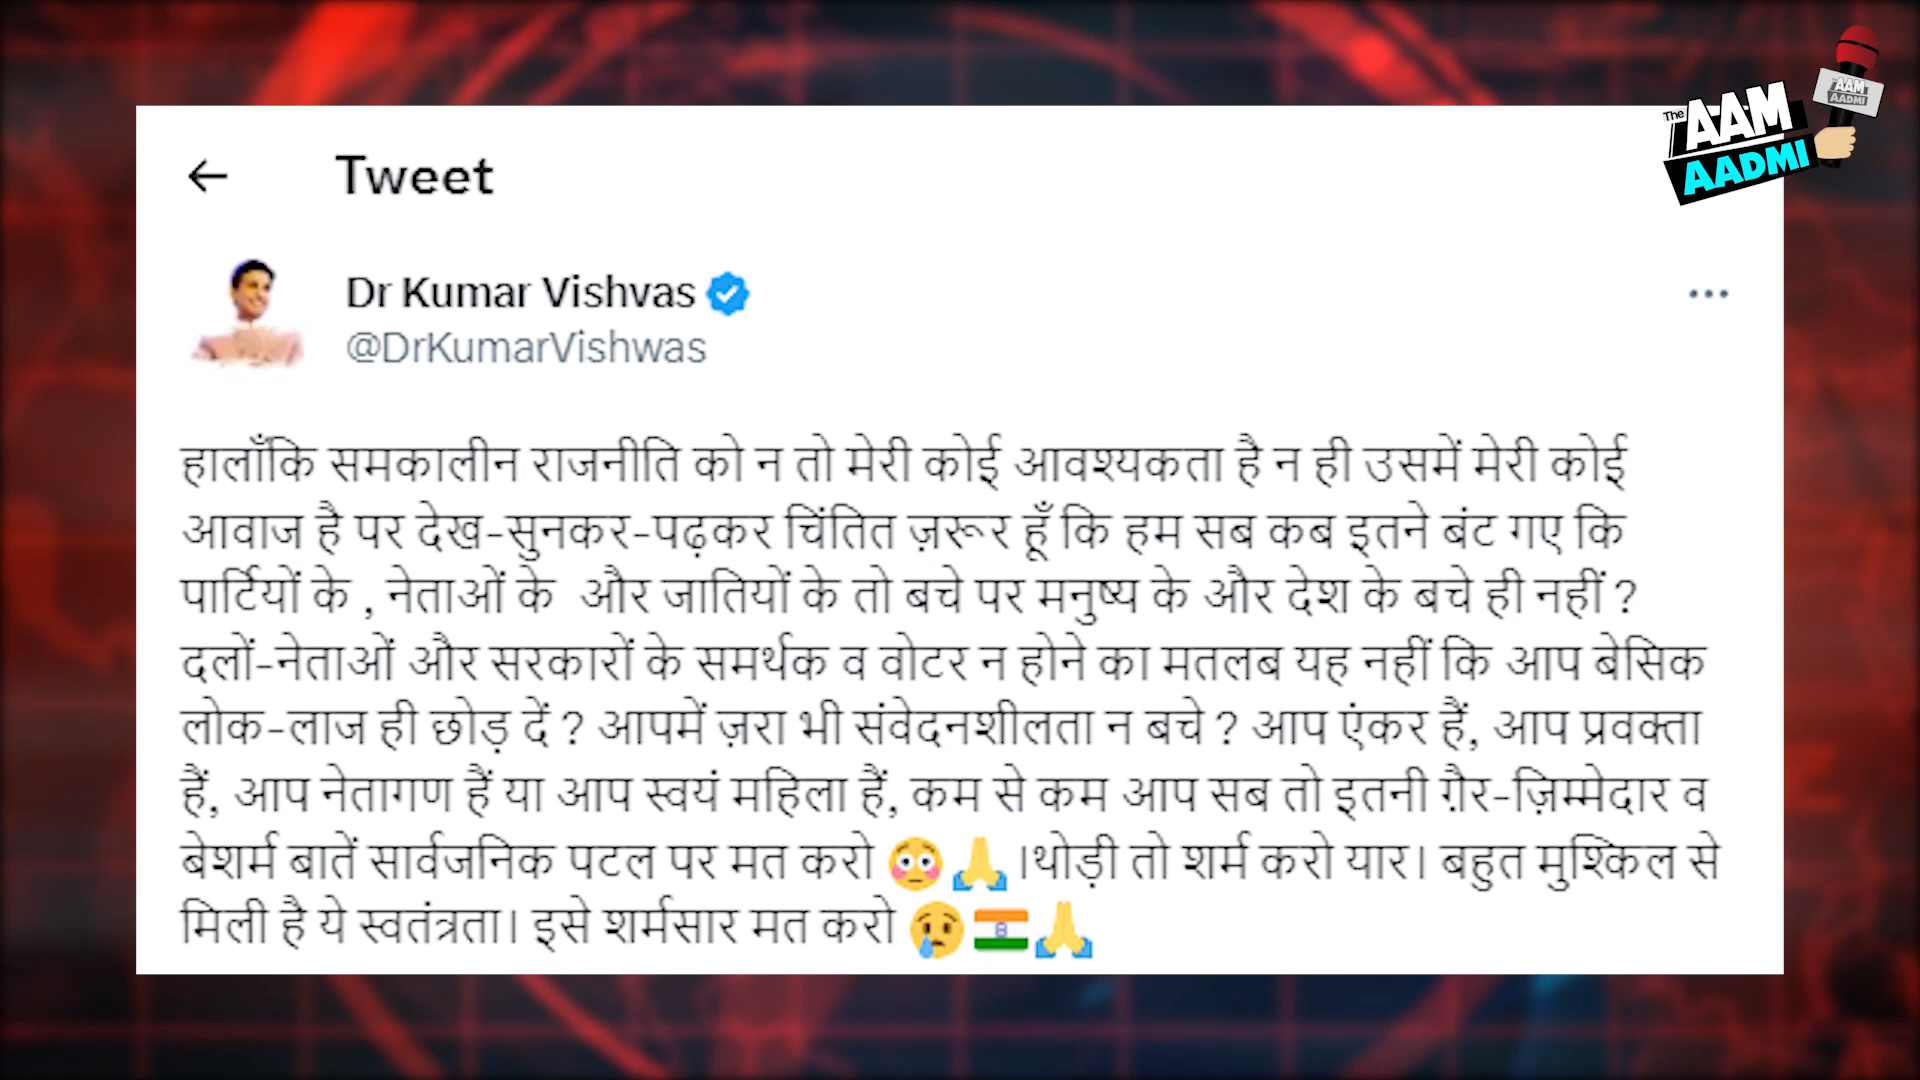 The
AAM
AADMI
AAM
AADMI
Tweet
Dr Kumar Vishvas
@DrKumarVishwas
हालाँकि समकालीन राजनीति को न तो मेरी कोई आवश्यकता है न ही उसमें मेरी कोई
आवाज है पर देख-सुनकर-पढ़कर चिंतित ज़रूर हूँ कि हम सब कब इतने बंट गए कि
पार्टियों के , नेताओं के  और जातियों के तो बचे पर मनुष्य के और देश के बचे ही नहीं ?
दलों-नेताओं और सरकारों के समर्थक व वोटर न होने का मतलब यह नहीं कि आप बेसिक
लोक-लाज ही छोड़ दें ? आपमें ज़रा भी संवेदनशीलता न बचे ? आप एंकर हैं, आप प्रवक्ता
हैं, आप नेतागण हैं या आप स्वयं महिला हैं, कम से कम आप सब तो इतनी ग़ैर-ज़िम्मेदार व
बेशर्म बातें सार्वजनिक पटल पर मत करो 😳🙏 ।थोड़ी तो शर्म करो यार। बहुत मुश्किल से
मिली है ये स्वतंत्रता। इसे शर्मसार मत करो 😢🇮🇳🙏